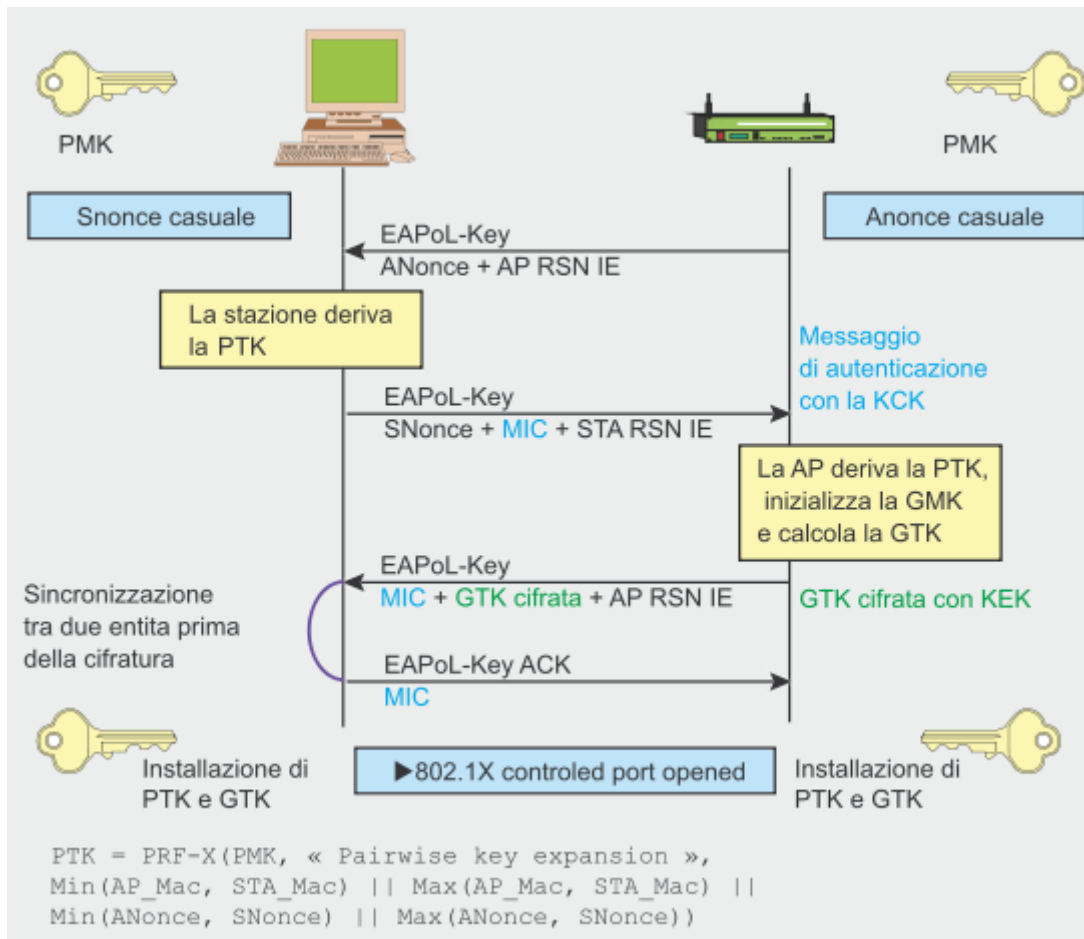 PMK
PMK
Snonce casuale
Anonce casuale
EAPoL-Key
ANonce + AP RSN IE
La stazione deriva
la PTK
Messaggio
di autenticazione
con la KCK
EAPoL-Key
SNonce + MIC + STA RSN IE
La AP deriva la PTK,
inizializza la GMK
e calcola la GTK
EAPoL-Key
MIC + GTK cifrata + AP RSN IE
GTK cifrata con KEK
Sincronizzazione
tra due entita prima
della cifratura
EAPoL-Key ACK
MIC
Installazione di
PTK e GTK
▶802.1X controled port opened
Installazione di
PTK e GTK
PTK = PRF-X(PMK, « Pairwise key expansion »,
Min(AP_Mac, STA_Mac) || Max(AP_Mac, STA_Mac) ||
Min(ANonce, SNonce) || Max(ANonce, SNonce))